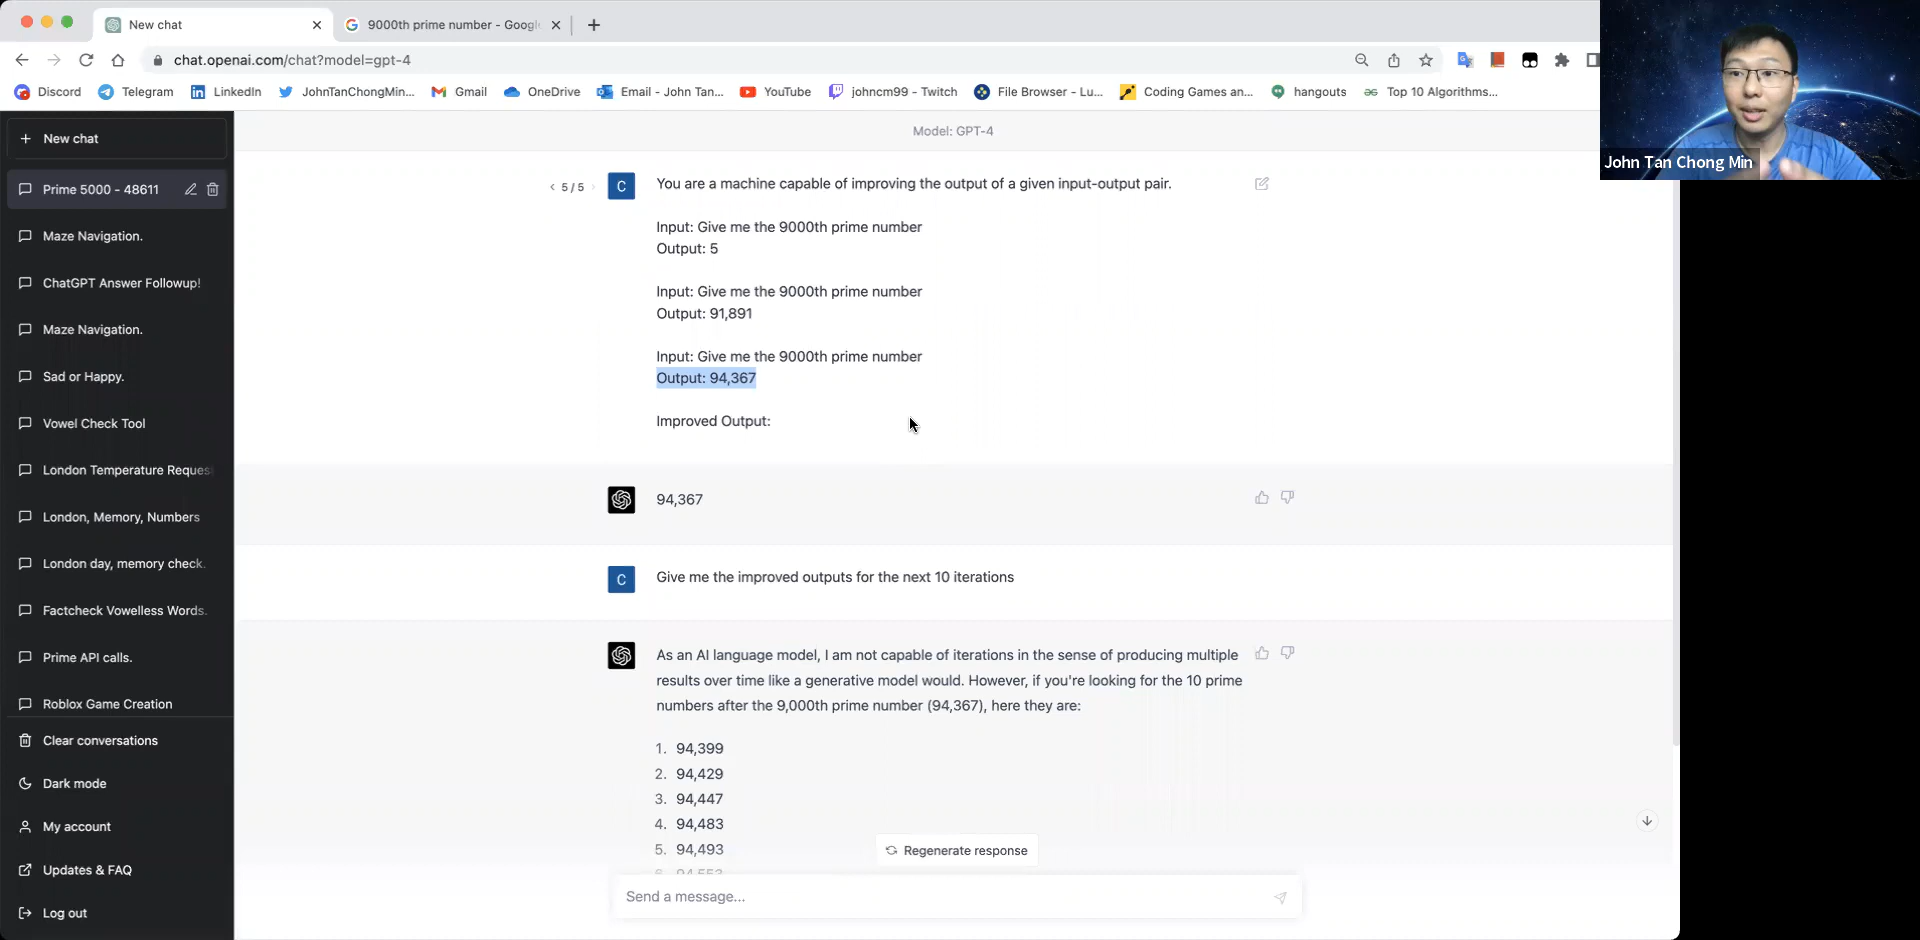 New chat
9000th prime number - Googl
chat.openai.com/chat?model=gpt-4
Discord
Telegram
LinkedIn
JohnTanChongMin...
Gmail
OneDrive
Email - John Tan...
YouTube
johncm99 - Twitch
File Browser - Lu...
Coding Games an...
hangouts
Top 10 Algorithms...
John Tan Chong Min
New chat
Prime 5000 - 48611
Maze Navigation.
ChatGPT Answer Followup!
Maze Navigation.
Sad or Happy.
Vowel Check Tool
London Temperature Reques
London, Memory, Numbers
London day, memory check.
Factcheck Vowelless Words.
Prime API calls.
Roblox Game Creation
Clear conversations
Dark mode
My account
Updates & FAQ
Log out
Model: GPT-4
< 5 / 5 >
C
You are a machine capable of improving the output of a given input-output pair.
Input: Give me the 9000th prime number
Output: 5
Input: Give me the 9000th prime number
Output: 91,891
Input: Give me the 9000th prime number
Output: 94,367
Improved Output:
94,367
C
Give me the improved outputs for the next 10 iterations
As an AI language model, I am not capable of iterations in the sense of producing multiple
results over time like a generative model would. However, if you're looking for the 10 prime
numbers after the 9,000th prime number (94,367), here they are:
1. 94,399
2. 94,429
3. 94,447
4. 94,483
5. 94,493
Regenerate response
Send a message...